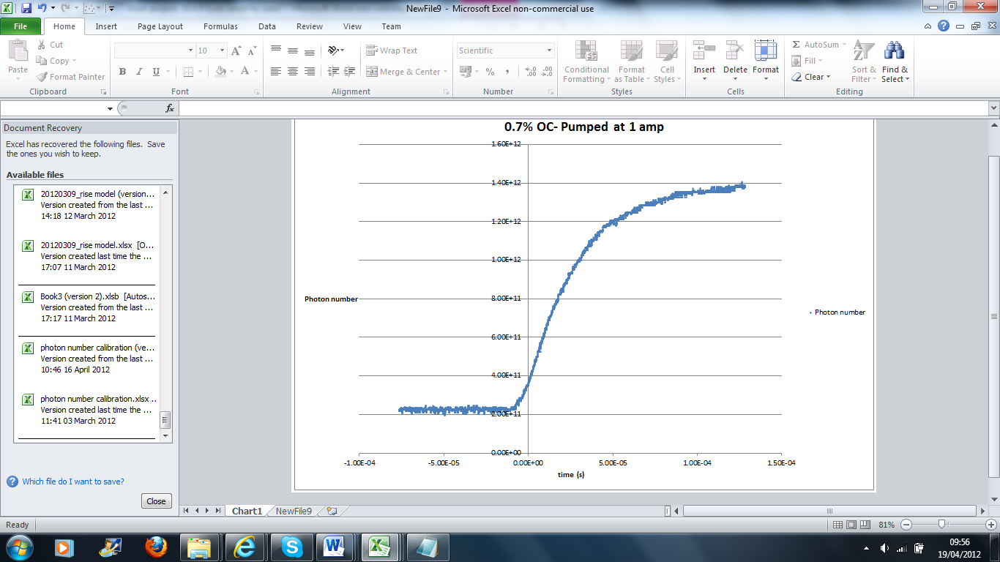 NewFile9 - Microsoft Excel non-commercial use
File Home Insert Page Layout Formulas Data Review View Team
Paste
Cut
Copy
Format Painter
Clipboard
10
B I U
Font
Wrap Text
Merge & Center
Alignment
Scientific
Number
Conditional Formatting
Format as Table
Cell Styles
Styles
Insert Delete Format
Cells
AutoSum
Fill
Clear
Sort & Filter
Find & Select
Editing
fx
Document Recovery
Excel has recovered the following files. Save
the ones you wish to keep.
Available files
20120309_rise model (version...
Version created from the last ...
14:18 12 March 2012
20120309_rise model.xlsx [O...
Version created last time the ...
17:07 11 March 2012
Book3 (version 2).xlsb [Autos...
Version created from the last ...
17:17 11 March 2012
photon number calibration (ve...
Version created from the last ...
10:46 16 April 2012
photon number calibration.xlsx ..
Version created last time the ...
11:41 03 March 2012
Which file do I want to save?
Close
0.7% OC- Pumped at 1 amp
1.60E+12
1.40E+12
1.20E+12
1.00E+12
8.00E+11
6.00E+11
4.00E+11
2.00E+11
0.00E+00
Photon number
-1.00E-04 -5.00E-05 0.00E+00 5.00E-05 1.00E-04 1.50E-04
time (s)
Photon number
Chart1 NewFile9
Ready
81%
09:56
19/04/2012